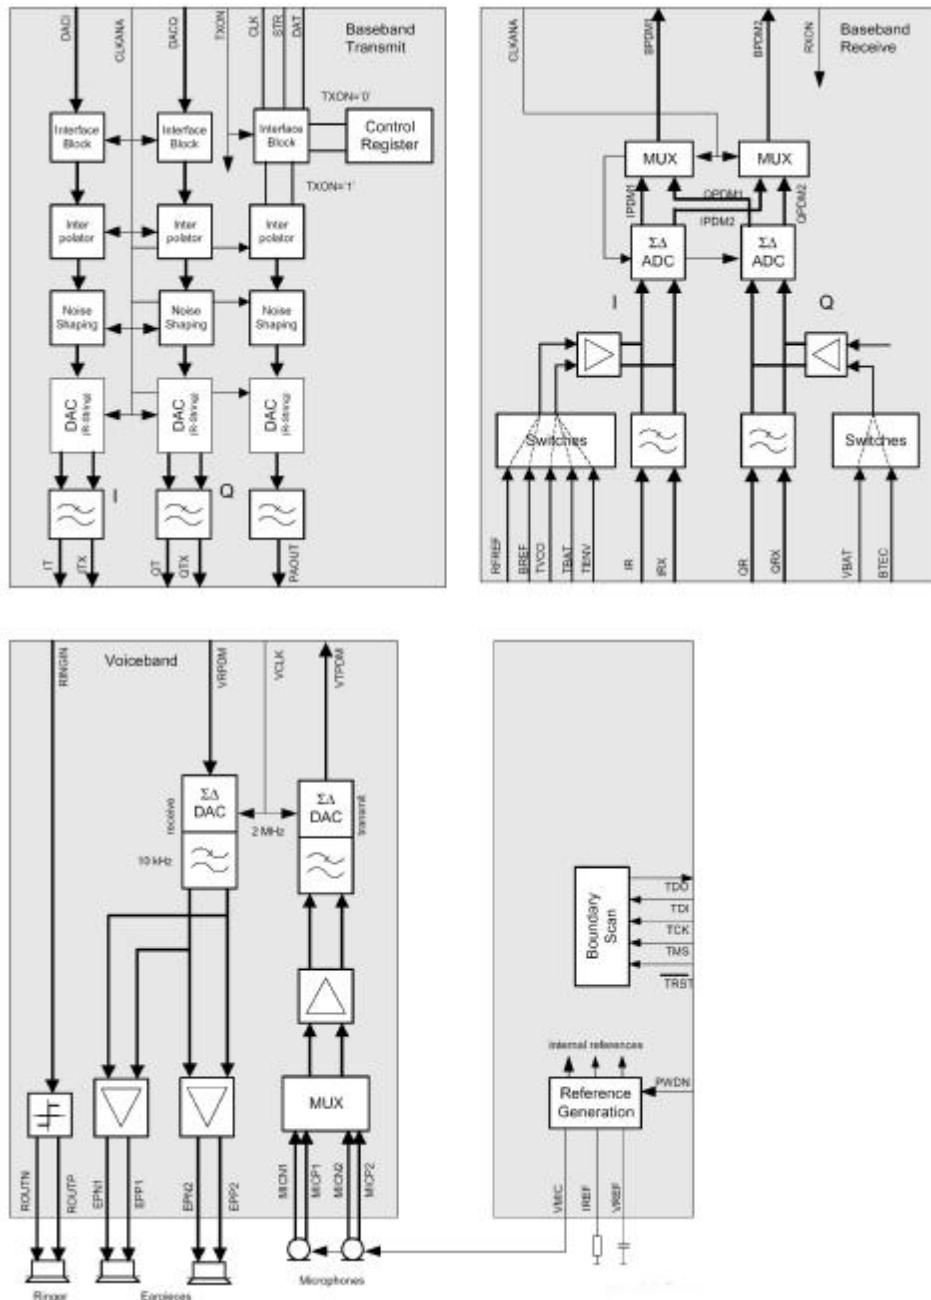 DACI
CLKANA
DACQ
TXON
CLK
STR
DAT
Baseband
Transmit
TXON='0'
Interface
Block
Interface
Block
Interface
Block
Control
Register
TXON='1'
Inter
polator
Inter
polator
Inter
polator
Noise
Shaping
Noise
Shaping
Noise
Shaping
DAC
(R-String)
DAC
(R-String)
DAC
(R-String)
I
Q
IT
ITX
QT
QTX
PAOUT
CLKANA
BPDM1
BPDM2
RXON
Baseband
Receive
MUX
MUX
IPDM1
QPDM1
IPDM2
QPDM2
ΣΔ
ADC
ΣΔ
ADC
I
Q
Switches
Switches
RFREF
BREF
TVCO
TBAT
TENV
IR
IRX
QR
QRX
VBAT
BTEC
RINGIN
Voiceband
VRPDM
VCLK
VTPDM
receive
ΣΔ
DAC
2 MHz
ΣΔ
DAC
transmit
10 kHz
MUX
ROUTN
ROUTP
EPN1
EPP1
EPN2
EPP2
MICN1
MICP1
MICN2
MICP2
Ringer
Earpieces
Microphones
Boundary
Scan
TDO
TDI
TCK
TMS
TRST
internal references
Reference
Generation
PWDN
VMIC
IREF
VREF